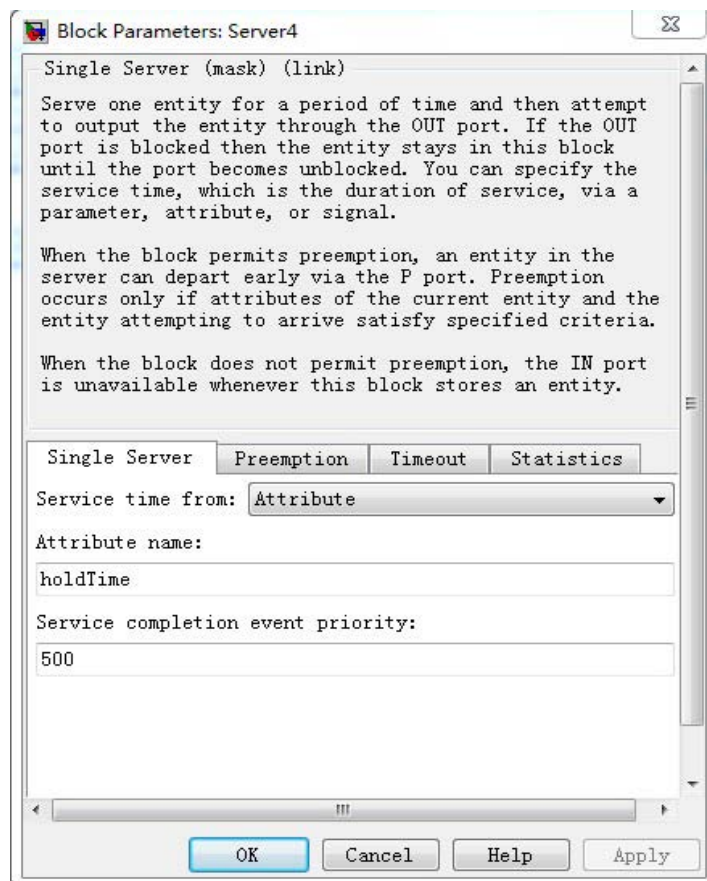 Block Parameters: Server4
Single Server (mask) (link)
Serve one entity for a period of time and then attempt
to output the entity through the OUT port. If the OUT
port is blocked then the entity stays in this block
until the port becomes unblocked. You can specify the
service time, which is the duration of service, via a
parameter, attribute, or signal.
When the block permits preemption, an entity in the
server can depart early via the P port. Preemption
occurs only if attributes of the current entity and the
entity attempting to arrive satisfy specified criteria.
When the block does not permit preemption, the IN port
is unavailable whenever this block stores an entity.
Single Server Preemption Timeout Statistics
Service time from: Attribute
Attribute name:
holdTime
Service completion event priority:
500
OK Cancel Help Apply